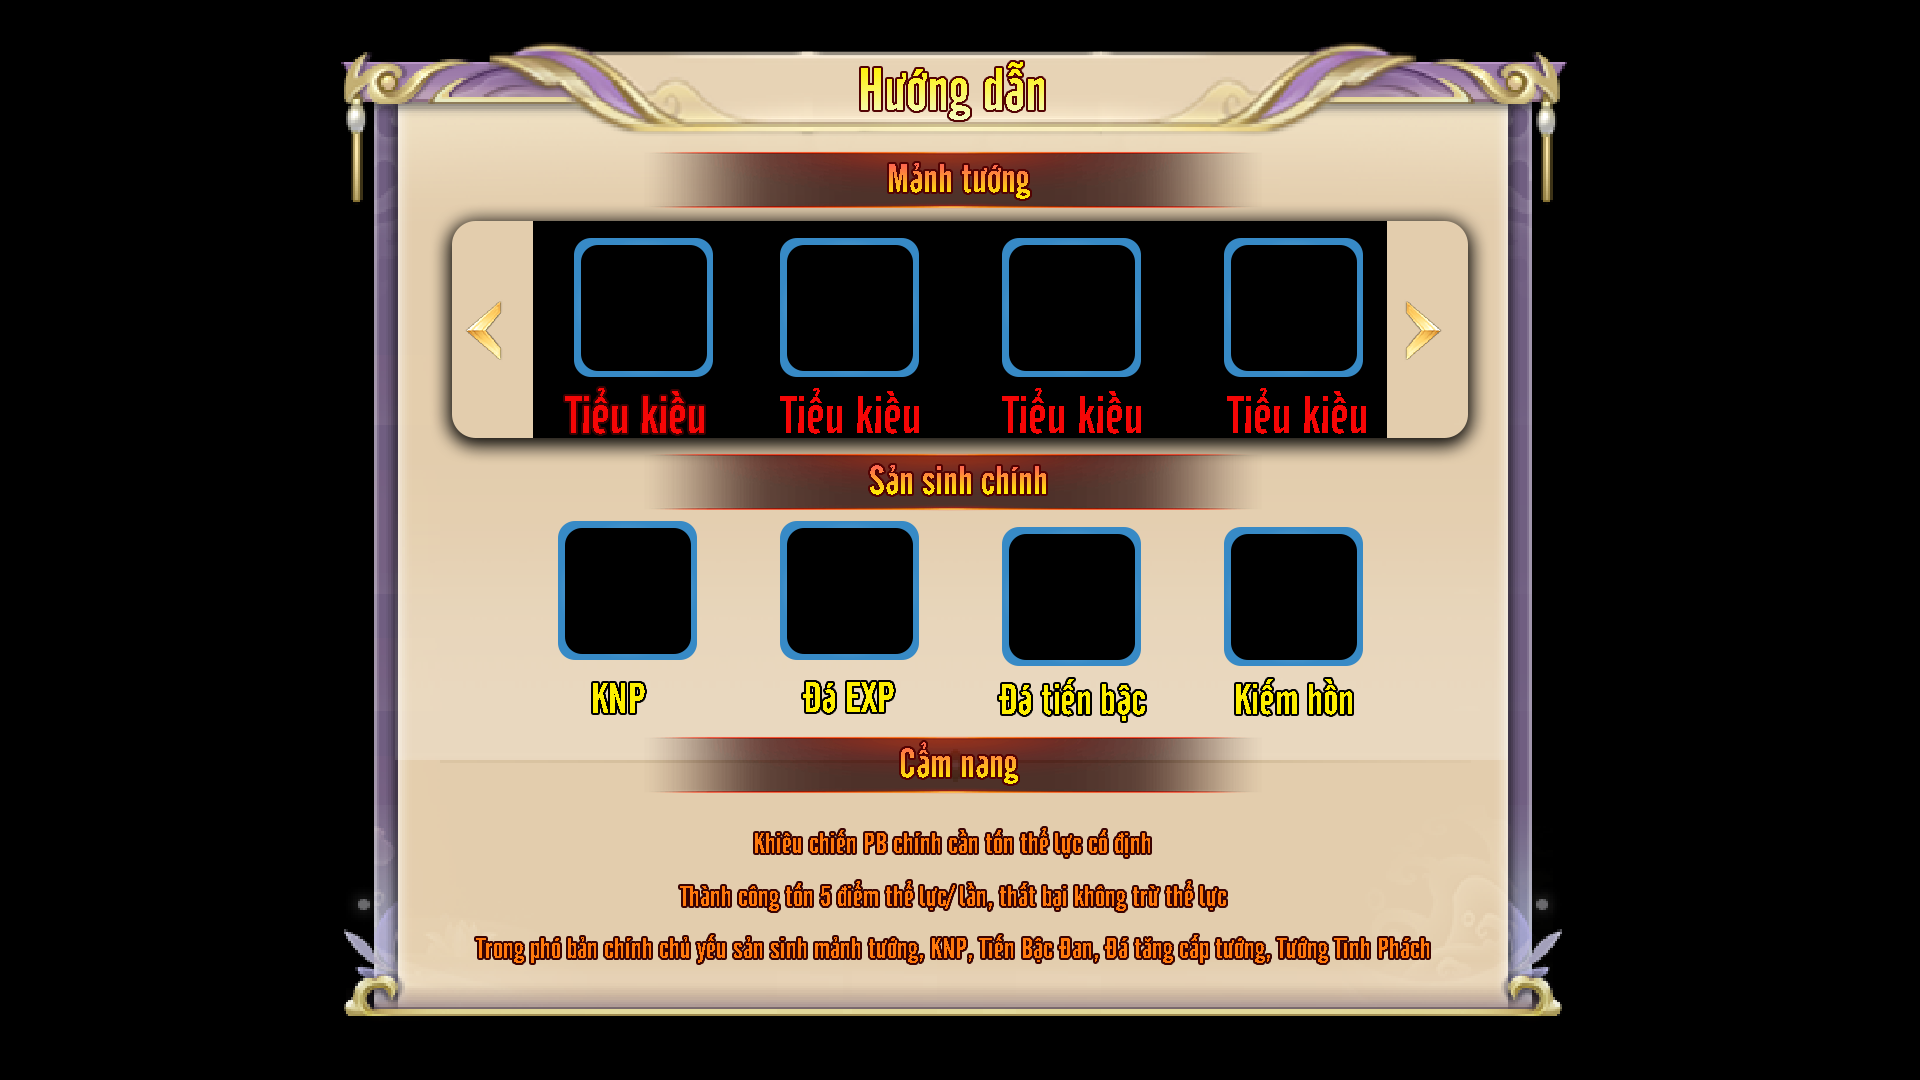 Hướng dẫn
Mảnh tướng
Tiểu kiều Tiểu kiều Tiểu kiều Tiểu kiều
Sản sinh chính
KNP Đá EXP Đá tiến bậc Kiếm hồn
Cẩm nang
Khiêu chiến PB chính cần tốn thể lực cố định
Thành công tốn 5 điểm thể lực/ lần, thất bại không trừ thể lực
Trong phó bản chính chủ yếu sản sinh mảnh tướng, KNP, Tiến Bậc Đan, Đá tăng cấp tướng, Tướng Tinh Phách